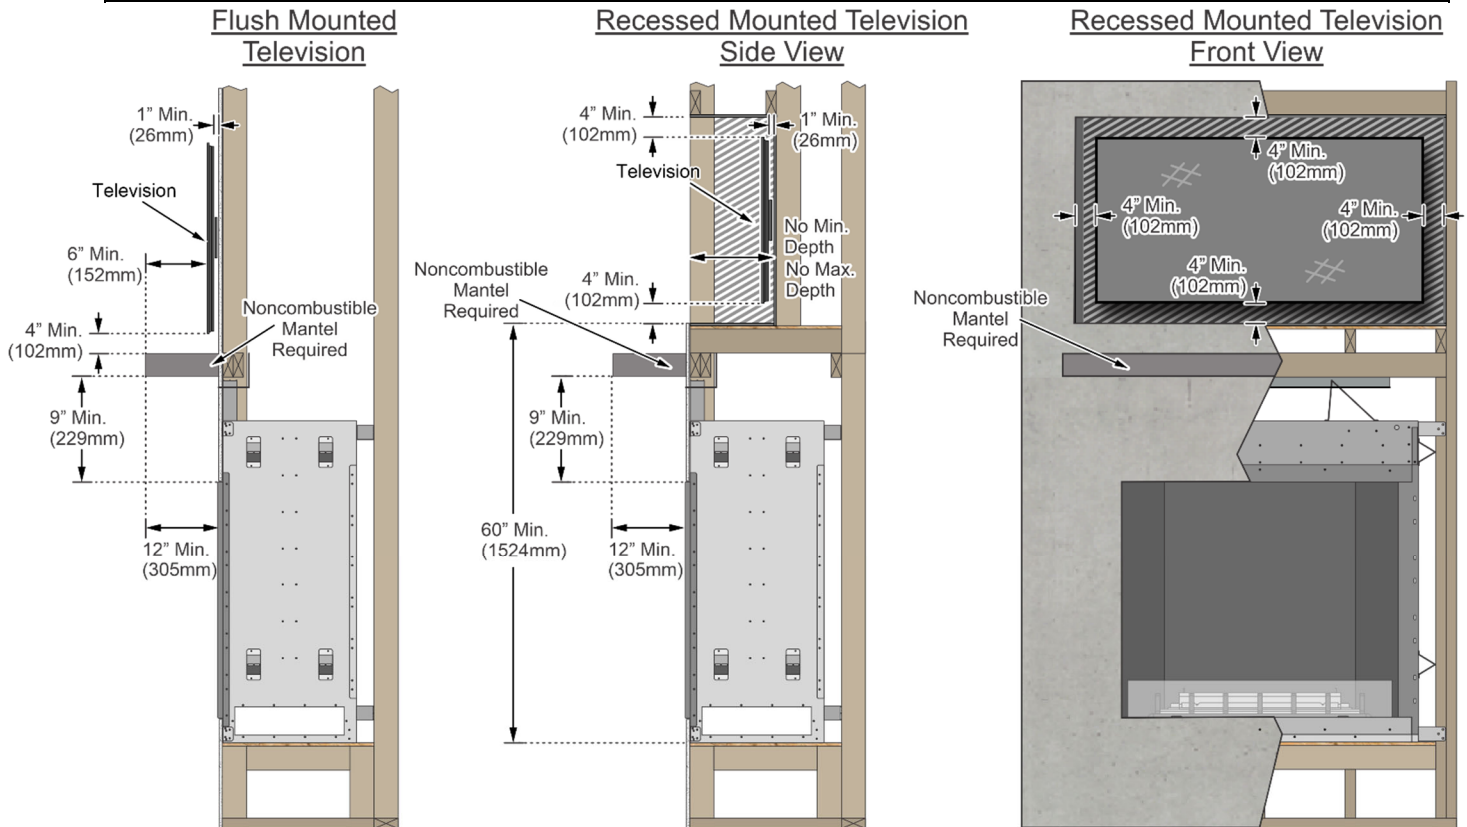 Flush Mounted
Television
1” Min.
(26mm)
Television
6” Min.
(152mm)
Noncombustible
Mantel
Required
4” Min.
(102mm)
9” Min.
(229mm)
12” Min.
(305mm)
Recessed Mounted Television
Side View
4” Min.
(102mm)
1” Min.
(26mm)
Television
No Min.
Depth
No Max.
Depth
4” Min.
(102mm)
Noncombustible
Mantel
Required
9” Min.
(229mm)
60” Min.
(1524mm)
12” Min.
(305mm)
Recessed Mounted Television
Front View
4” Min.
(102mm)
4” Min.
(102mm)
4” Min.
(102mm)
4” Min.
(102mm)
Noncombustible
Mantel
Required